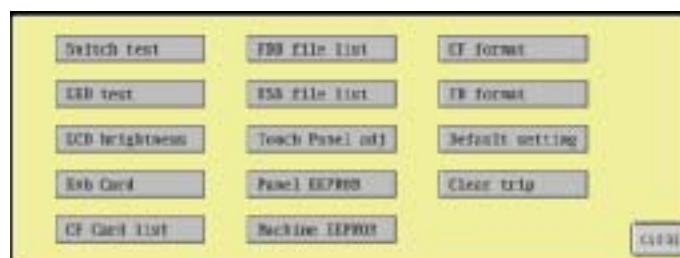 Switch test
LED test
LCD brightness
Emb Card
CF Card list
FDD file list
USB file list
Touch Panel adj
Panel EEPROM
Machine EEPROM
CF format
FD format
Default setting
Clear trip
CLOSE